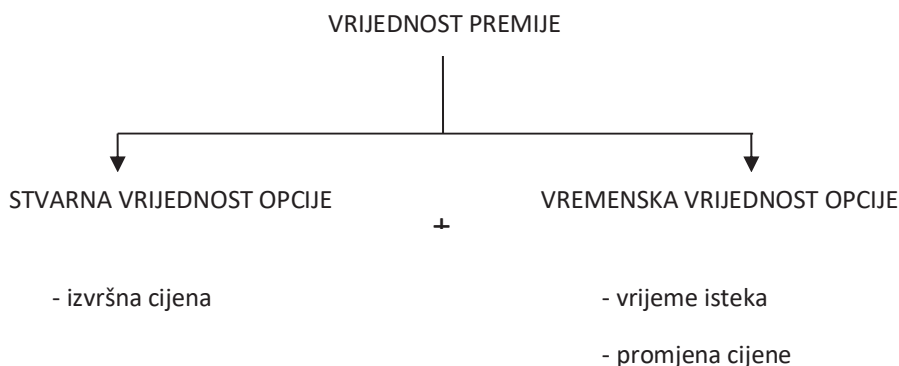 VRIJEDNOST PREMIJE
STVARNA VRIJEDNOST OPCIJE
+
VREMENSKA VRIJEDNOST OPCIJE
- izvršna cijena
- vrijeme isteka
- promjena cijene